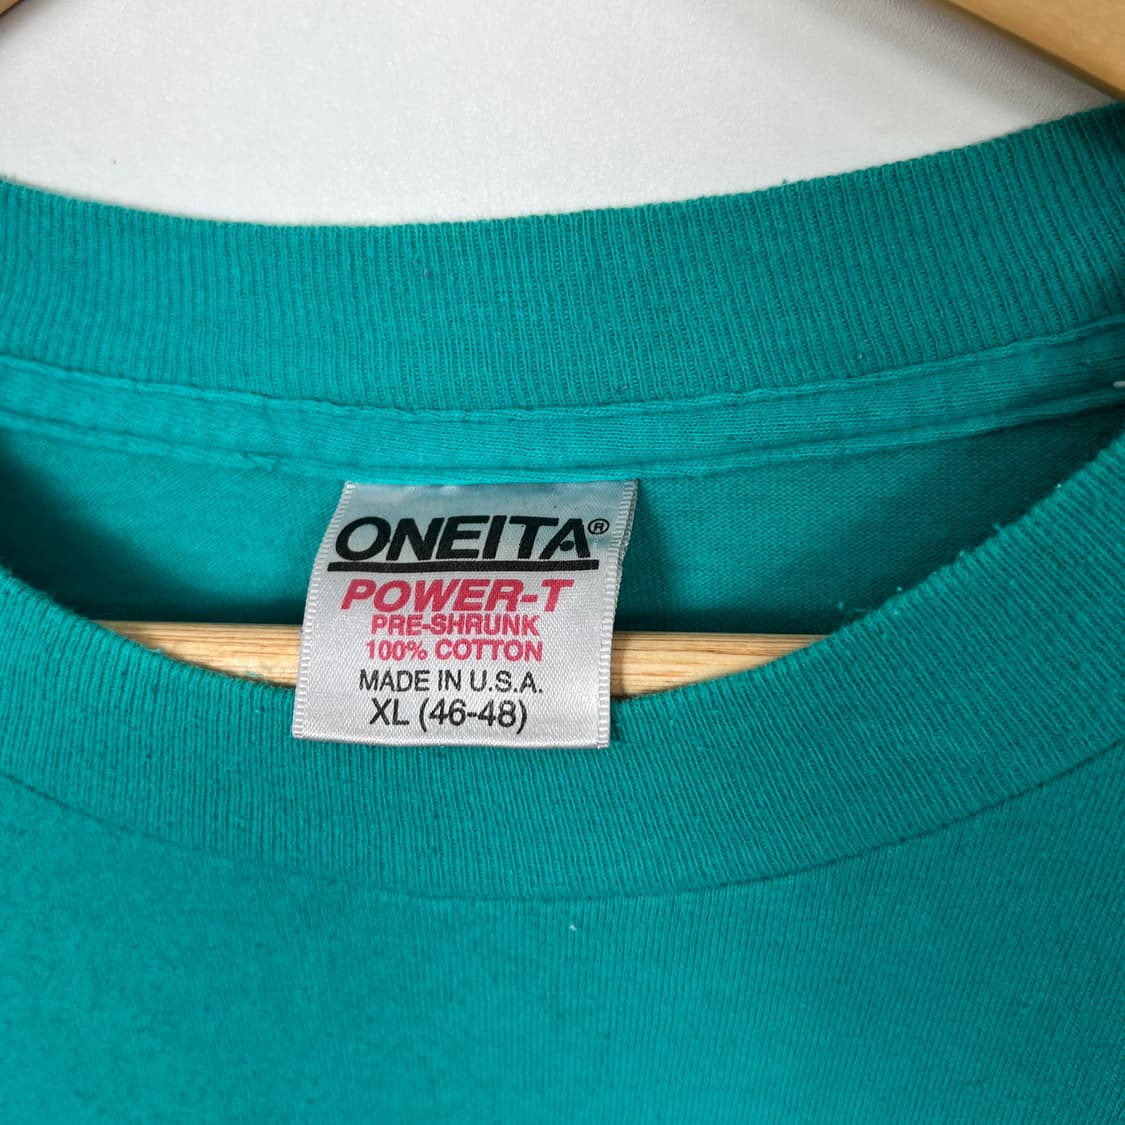 ONEITA®
POWER-T
PRE-SHRUNK
100% COTTON
MADE IN U.S.A.
XL (46-48)